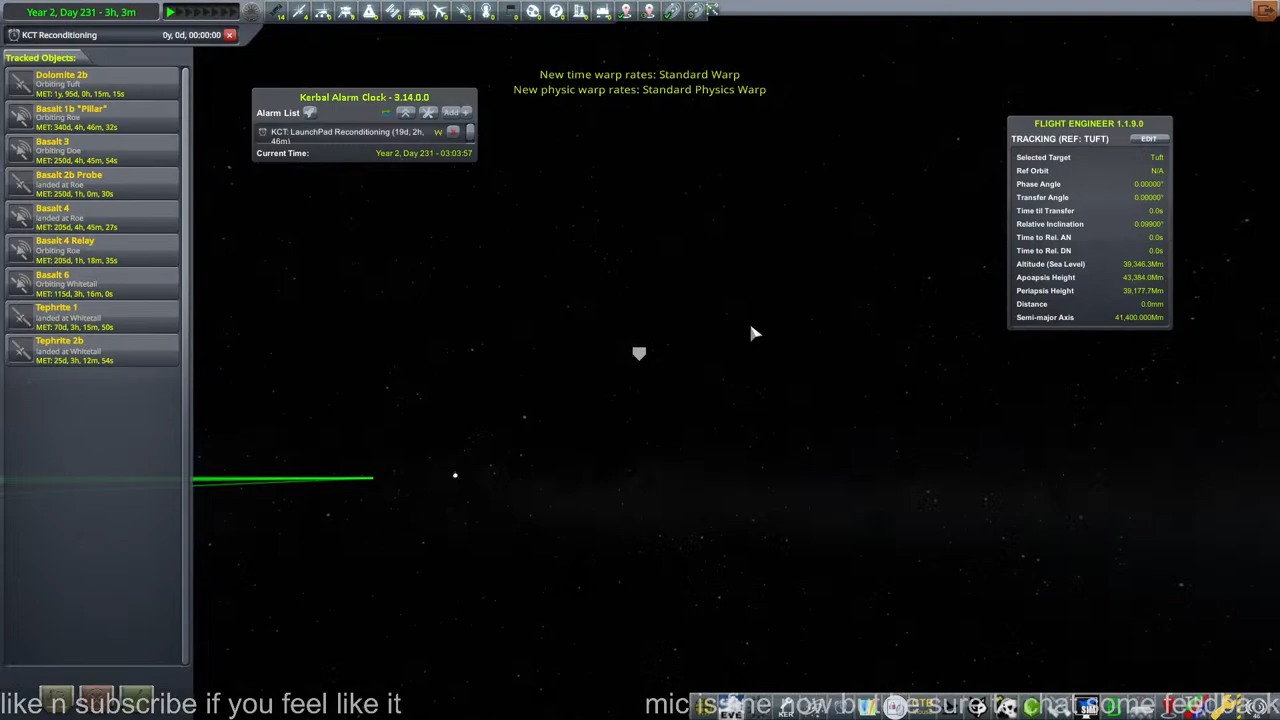 Year 2, Day 231 - 3h, 3m
KCT Reconditioning 0y, 0d, 00:00:00
Tracked Objects:
Dolomite 2b
Orbiting Tuft
MET: 1y, 95d, 0h, 15m, 15s
Basalt 1b "Pillar"
Orbiting Roe
MET: 340d, 4h, 46m, 32s
Basalt 3
Orbiting Doe
MET: 250d, 4h, 45m, 54s
Basalt 2b Probe
landed at Roe
MET: 250d, 1h, 0m, 30s
Basalt 4
landed at Roe
MET: 205d, 4h, 45m, 27s
Basalt 4 Relay
Orbiting Roe
MET: 205d, 1h, 18m, 35s
Basalt 6
Orbiting Whitetail
MET: 115d, 3h, 16m, 0s
Tephrite 1
landed at Whitetail
MET: 70d, 3h, 15m, 50s
Tephrite 2b
landed at Whitetail
MET: 25d, 3h, 12m, 54s
Kerbal Alarm Clock - 3.14.0.0
Alarm List Add +
KCT: LaunchPad Reconditioning (19d, 2h, W
46m)
Current Time: Year 2, Day 231 - 03:03:57
New time warp rates: Standard Warp
New physic warp rates: Standard Physics Warp
FLIGHT ENGINEER 1.1.9.0
TRACKING (REF: TUFT) EDIT
Selected Target Tuft
Ref Orbit N/A
Phase Angle 0.00000°
Transfer Angle 0.00000°
Time til Transfer 0.0s
Relative Inclination 0.09900°
Time to Rel. AN 0.0s
Time to Rel. DN 0.0s
Altitude (Sea Level) 39,346.3Mm
Apoapsis Height 43,384.0Mm
Periapsis Height 39,177.7Mm
Distance 0.0mm
Semi-major Axis 41,400.000Mm
like n subscribe if you feel like it
EVE
KER